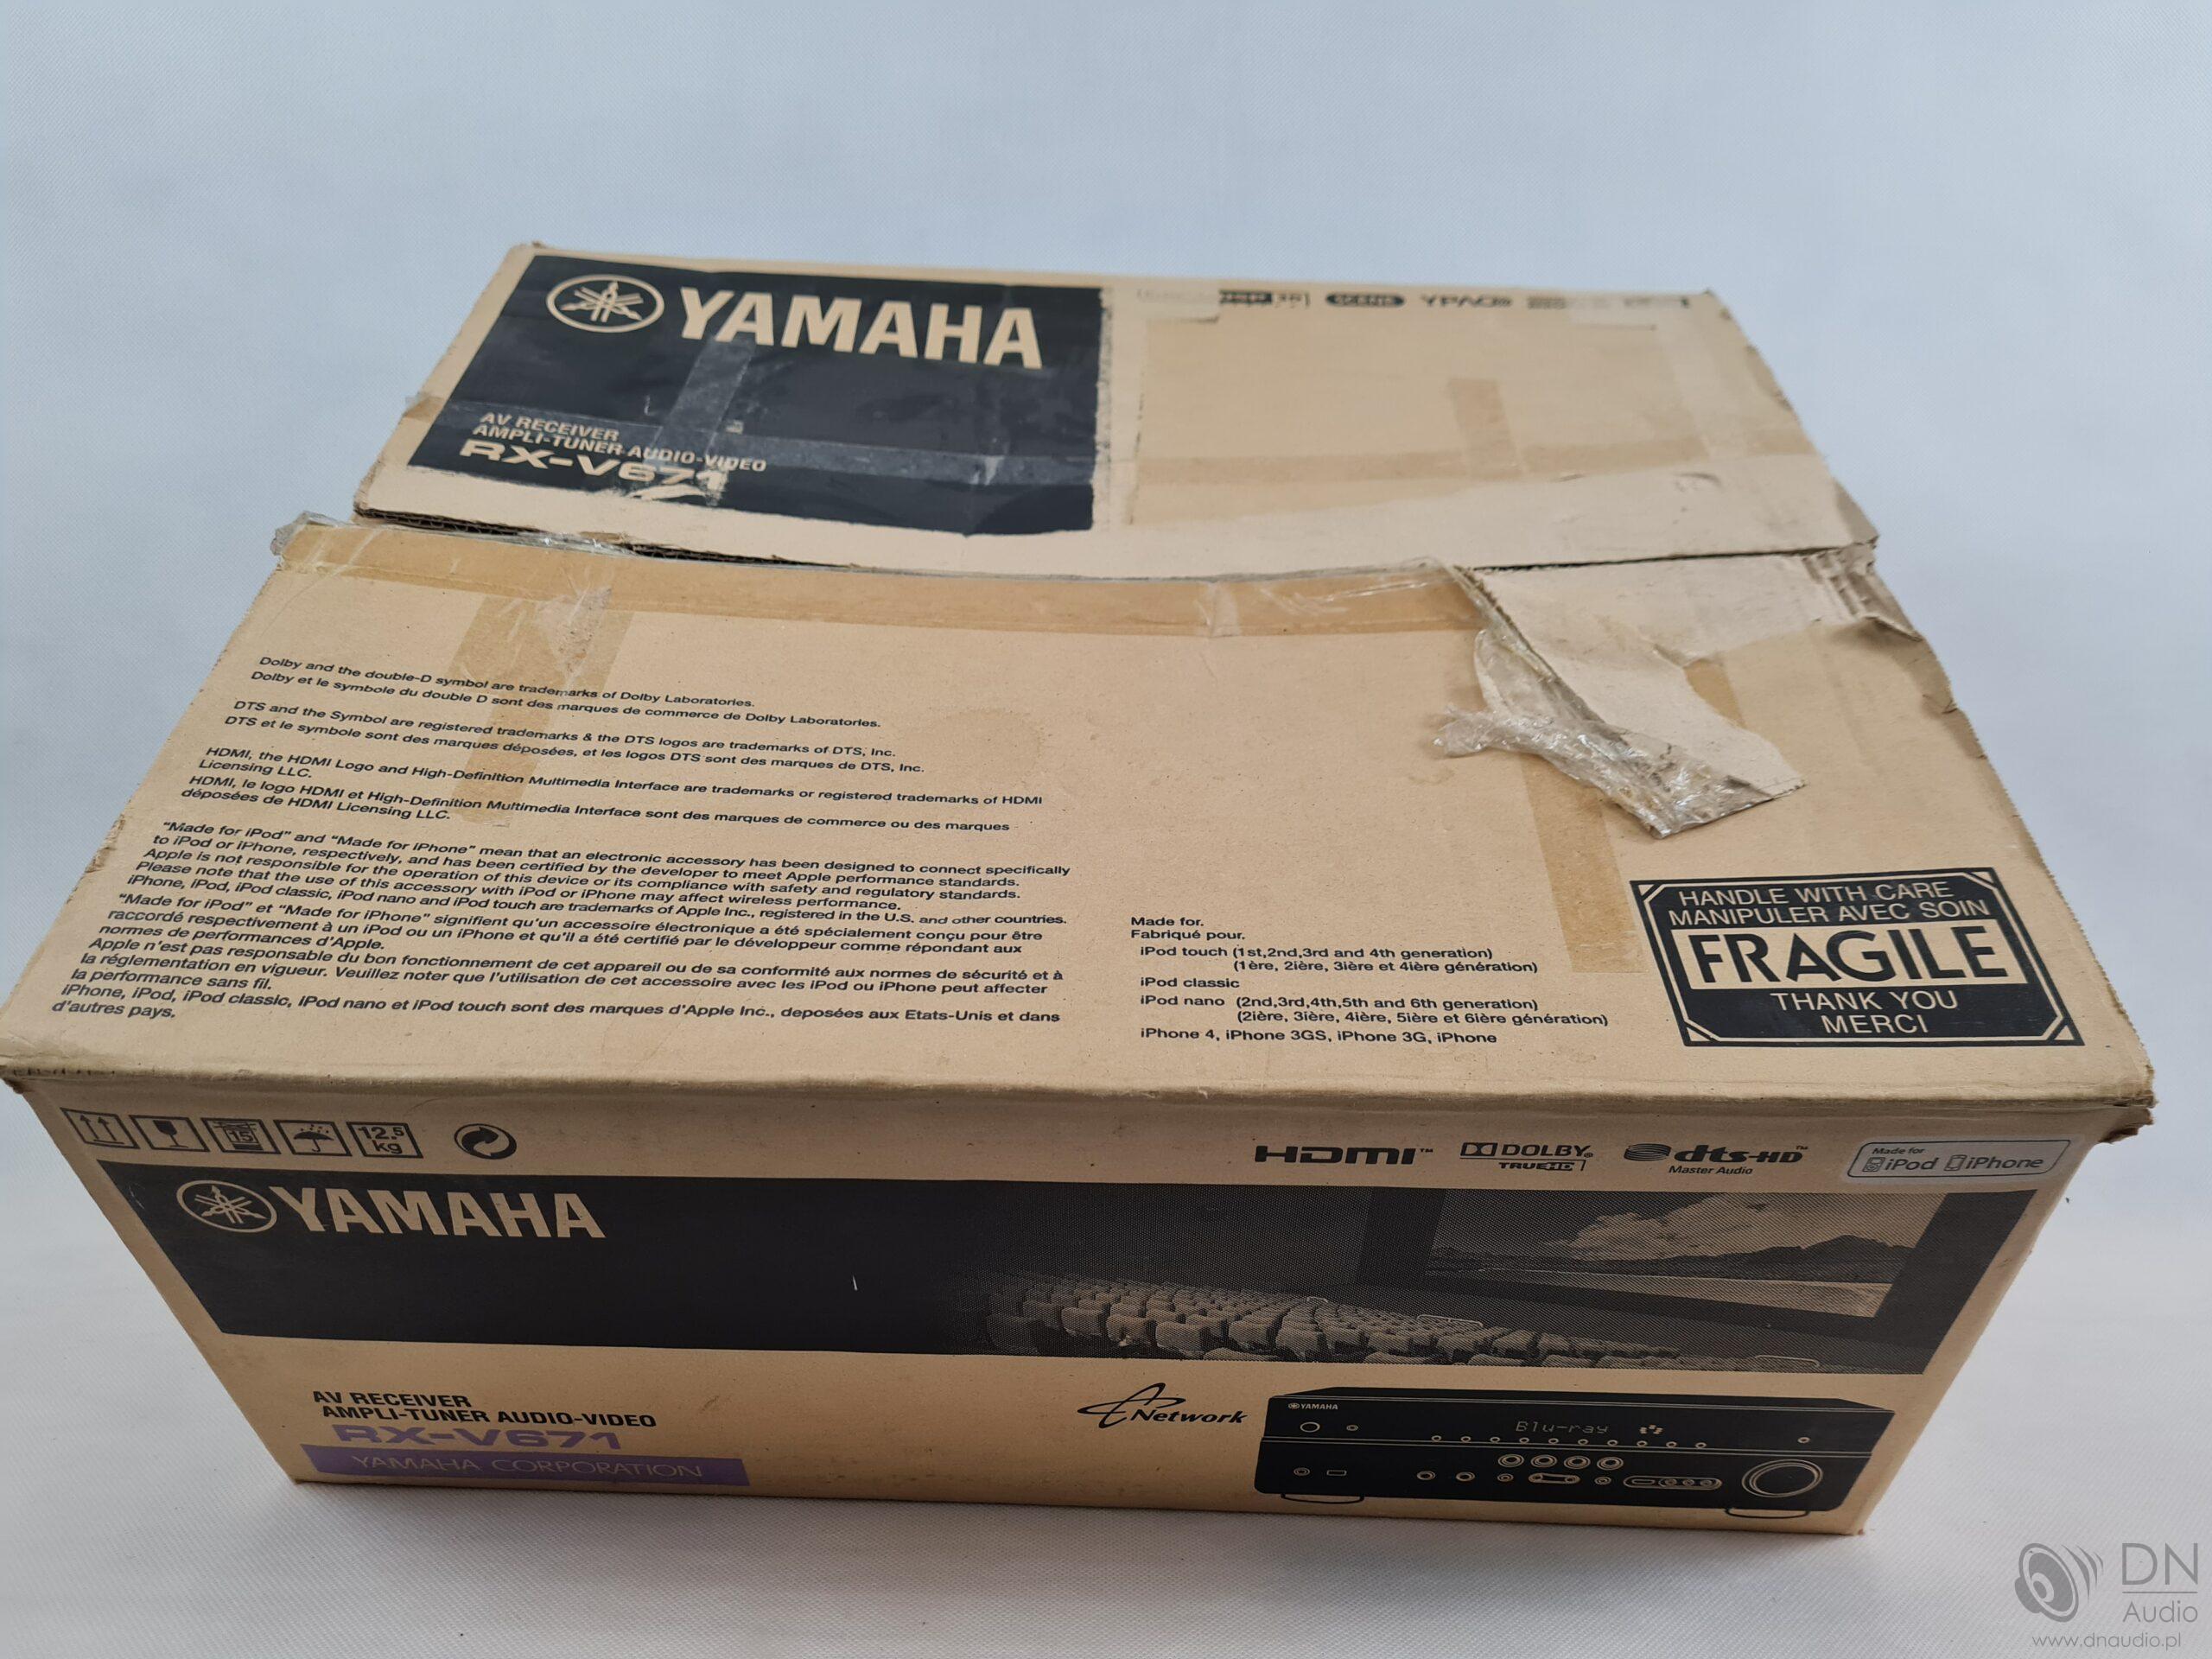 YAMAHA
AV RECEIVER
AMPLI-TUNER AUDIO-VIDEO
RX-V671
YPAO
Dolby and the double-D symbol are trademarks of Dolby Laboratories.
Dolby et le symbole du double D sont des marques de commerce de Dolby Laboratories.
DTS and the Symbol are registered trademarks & the DTS logos are trademarks of DTS, Inc.
DTS et le symbole sont des marques déposées, et les logos DTS sont des marques de DTS, Inc.
HDMI, the HDMI Logo and High-Definition Multimedia Interface are trademarks or registered trademarks of HDMI
Licensing LLC.
HDMI, le logo HDMI et High-Definition Multimedia Interface sont des marques de commerce ou des marques
déposées de HDMI Licensing LLC.
"Made for iPod" and "Made for iPhone" mean that an electronic accessory has been designed to connect specifically
to iPod or iPhone, respectively, and has been certified by the developer to meet Apple performance standards.
Apple is not responsible for the operation of this device or its compliance with safety and regulatory standards.
Please note that the use of this accessory with iPod or iPhone may affect wireless performance.
iPhone, iPod, iPod classic, iPod nano and iPod touch are trademarks of Apple Inc., registered in the U.S. and other countries.
"Made for iPod" et "Made for iPhone" signifient qu'un accessoire électronique a été spécialement conçu pour être
raccordé respectivement à un iPod ou un iPhone et qu'il a été certifié par le développeur comme répondant aux
normes de performances d'Apple.
Apple n'est pas responsable du bon fonctionnement de cet appareil ou de sa conformité aux normes de sécurité et à
la réglementation en vigueur. Veuillez noter que l'utilisation de cet accessoire avec les iPod ou iPhone peut affecter
la performance sans fil.
iPhone, iPod, iPod classic, iPod nano et iPod touch sont des marques d'Apple Inc., deposées aux Etats-Unis et dans
d'autres pays.
Made for.
Fabriqué pour.
iPod touch (1st,2nd,3rd and 4th generation)
(1ère, 2ière, 3ière et 4ière génération)
iPod classic
iPod nano (2nd,3rd,4th,5th and 6th generation)
(2ière, 3ière, 4ière, 5ière et 6ière génération)
iPhone 4, iPhone 3GS, iPhone 3G, iPhone
HANDLE WITH CARE
MANIPULER AVEC SOIN
FRAGILE
THANK YOU
MERCI
15
12.5
kg
HDMI™
DOLBY®
TRUEHD
dts-HD™
Master Audio
Made for
iPod iPhone
YAMAHA
AV RECEIVER
AMPLI-TUNER AUDIO-VIDEO
RX-V671
YAMAHA CORPORATION
Network
YAMAHA
Blu-ray
DN
Audio
www.dnaudio.pl